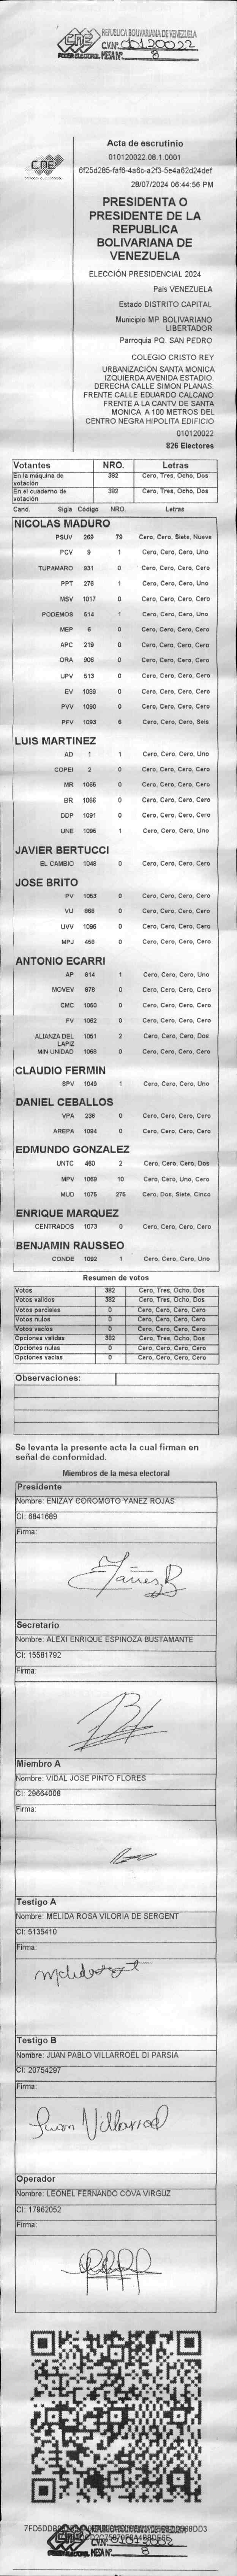 CNE
REPUBLICA BOLIVARIANA DE VENEZUELA
C.V.Nº 00120022
PODER ELECTORAL MESA Nº 8
Acta de escrutinio
010120022.08.1.0001
28/07/2024 06:44:56 PM
CNE
PRESIDENTA O
PRESIDENTE DE LA
REPUBLICA
BOLIVARIANA DE
VENEZUELA
ELECCIÓN PRESIDENCIAL 2024
País VENEZUELA
Estado DISTRITO CAPITAL
Municipio MP. BOLIVARIANO
LIBERTADOR
Parroquia PQ. SAN PEDRO
COLEGIO CRISTO REY
URBANIZACIÓN SANTA MONICA
IZQUIERDA AVENIDA ESTADIO.
DERECHA CALLE SIMON PLANAS.
FRENTE CALLE EDUARDO CALCANO
FRENTE A LA CANTV DE SANTA
MONICA A 100 METROS DEL
CENTRO NEGRA HIPOLITA EDIFICIO
010120022
826 Electores
Votantes NRO. Letras
En la máquina de votación 382 Cero, Tres, Ocho, Dos
En el cuaderno de votación 382 Cero, Tres, Ocho, Dos
Cand. Sigla Código NRO. Letras
NICOLAS MADURO
PSUV 269 79 Cero, Cero, Siete, Nueve
PCV 9 1 Cero, Cero, Cero, Uno
TUPAMARO 931 0 Cero, Cero, Cero, Cero
PPT 276 1 Cero, Cero, Cero, Uno
MSV 1017 0 Cero, Cero, Cero, Cero
PODEMOS 514 1 Cero, Cero, Cero, Uno
MEP 6 0 Cero, Cero, Cero, Cero
APC 219 0 Cero, Cero, Cero, Cero
ORA 906 0 Cero, Cero, Cero, Cero
UPV 513 0 Cero, Cero, Cero, Cero
EV 1089 0 Cero, Cero, Cero, Cero
PVV 1090 0 Cero, Cero, Cero, Cero
PFV 1093 6 Cero, Cero, Cero, Seis
LUIS MARTINEZ
AD 1 1 Cero, Cero, Cero, Uno
COPEI 2 0 Cero, Cero, Cero, Cero
MR 1065 0 Cero, Cero, Cero, Cero
BR 1066 0 Cero, Cero, Cero, Cero
DDP 1091 0 Cero, Cero, Cero, Cero
UNE 1095 1 Cero, Cero, Cero, Uno
JAVIER BERTUCCI
EL CAMBIO 1048 0 Cero, Cero, Cero, Cero
JOSE BRITO
PV 1053 0 Cero, Cero, Cero, Cero
VU 868 0 Cero, Cero, Cero, Cero
UVV 1096 0 Cero, Cero, Cero, Cero
MPJ 458 0 Cero, Cero, Cero, Cero
ANTONIO ECARRI
AP 814 1 Cero, Cero, Cero, Uno
MOVEV 878 0 Cero, Cero, Cero, Cero
CMC 1050 0 Cero, Cero, Cero, Cero
FV 1082 0 Cero, Cero, Cero, Cero
ALIANZA DEL LAPIZ 1051 2 Cero, Cero, Cero, Dos
MIN UNIDAD 1068 0 Cero, Cero, Cero, Cero
CLAUDIO FERMIN
SPV 1049 1 Cero, Cero, Cero, Uno
DANIEL CEBALLOS
VPA 236 0 Cero, Cero, Cero, Cero
AREPA 1094 0 Cero, Cero, Cero, Cero
EDMUNDO GONZALEZ
UNTC 460 2 Cero, Cero, Cero, Dos
MPV 1069 10 Cero, Cero, Uno, Cero
MUD 1075 275 Cero, Dos, Siete, Cinco
ENRIQUE MARQUEZ
CENTRADOS 1073 0 Cero, Cero, Cero, Cero
BENJAMIN RAUSSEO
CONDE 1092 1 Cero, Cero, Cero, Uno
Resumen de votos
Votos 382 Cero, Tres, Ocho, Dos
Votos validos 382 Cero, Tres, Ocho, Dos
Votos parciales 0 Cero, Cero, Cero, Cero
Votos nulos 0 Cero, Cero, Cero, Cero
Votos vacios 0 Cero, Cero, Cero, Cero
Opciones validas 382 Cero, Tres, Ocho, Dos
Opciones nulas 0 Cero, Cero, Cero, Cero
Opciones vacias 0 Cero, Cero, Cero, Cero
Observaciones:
Se levanta la presente acta la cual firman en
señal de conformidad.
Miembros de la mesa electoral
Presidente
Nombre: ENIZAY COROMOTO YANEZ ROJAS
CI: 6841689
Firma:
Yánez R
Secretario
Nombre: ALEXI ENRIQUE ESPINOZA BUSTAMANTE
CI: 15581792
Firma:
Miembro A
Nombre: VIDAL JOSE PINTO FLORES
CI: 29664008
Firma:
Testigo A
Nombre: MELIDA ROSA VILORIA DE SERGENT
CI: 5135410
Firma:
Testigo B
Nombre: JUAN PABLO VILLARROEL DI PARSIA
CI: 20754297
Firma:
Juan Villarroel
Operador
Nombre: LEONEL FERNANDO COVA VIRGUZ
CI: 17962052
Firma:
CNE
C.V.Nº
PODER ELECTORAL MESA Nº 8